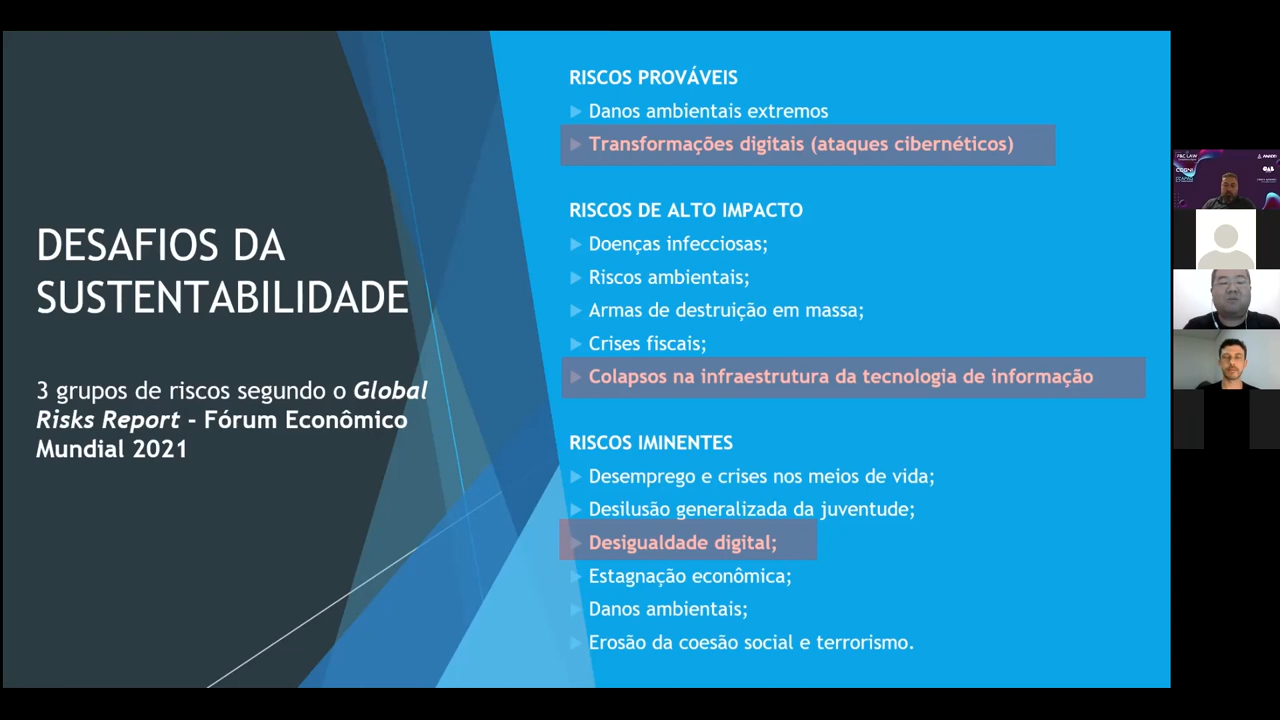 DESAFIOS DA
SUSTENTABILIDADE
3 grupos de riscos segundo o Global
Risks Report - Fórum Econômico
Mundial 2021
RISCOS PROVÁVEIS
Danos ambientais extremos
Transformações digitais (ataques cibernéticos)
RISCOS DE ALTO IMPACTO
Doenças infecciosas;
Riscos ambientais;
Armas de destruição em massa;
Crises fiscais;
Colapsos na infraestrutura da tecnologia de informação
RISCOS IMINENTES
Desemprego e crises nos meios de vida;
Desilusão generalizada da juventude;
Desigualdade digital;
Estagnação econômica;
Danos ambientais;
Erosão da coesão social e terrorismo.
P&C LAW
OAB